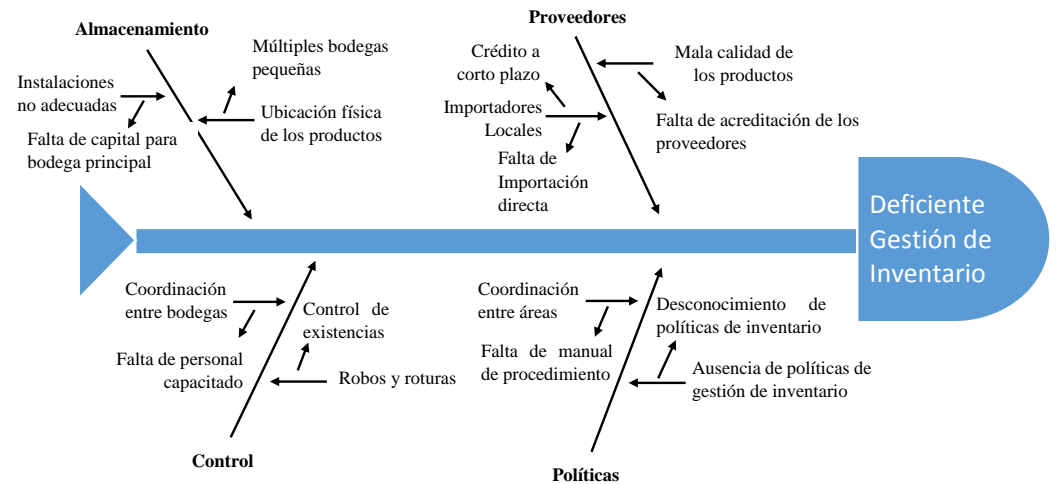 Almacenamiento
Múltiples bodegas
pequeñas
Instalaciones
no adecuadas
Ubicación física
de los productos
Falta de capital para
bodega principal
Proveedores
Crédito a
corto plazo
Mala calidad de
los productos
Importadores
Locales
Falta de acreditación de los
proveedores
Falta de
Importación
directa
Deficiente
Gestión de
Inventario
Coordinación
entre bodegas
Control de
existencias
Falta de personal
capacitado
Robos y roturas
Control
Coordinación
entre áreas
Desconocimiento de
políticas de inventario
Falta de manual
de procedimiento
Ausencia de políticas de
gestión de inventario
Políticas